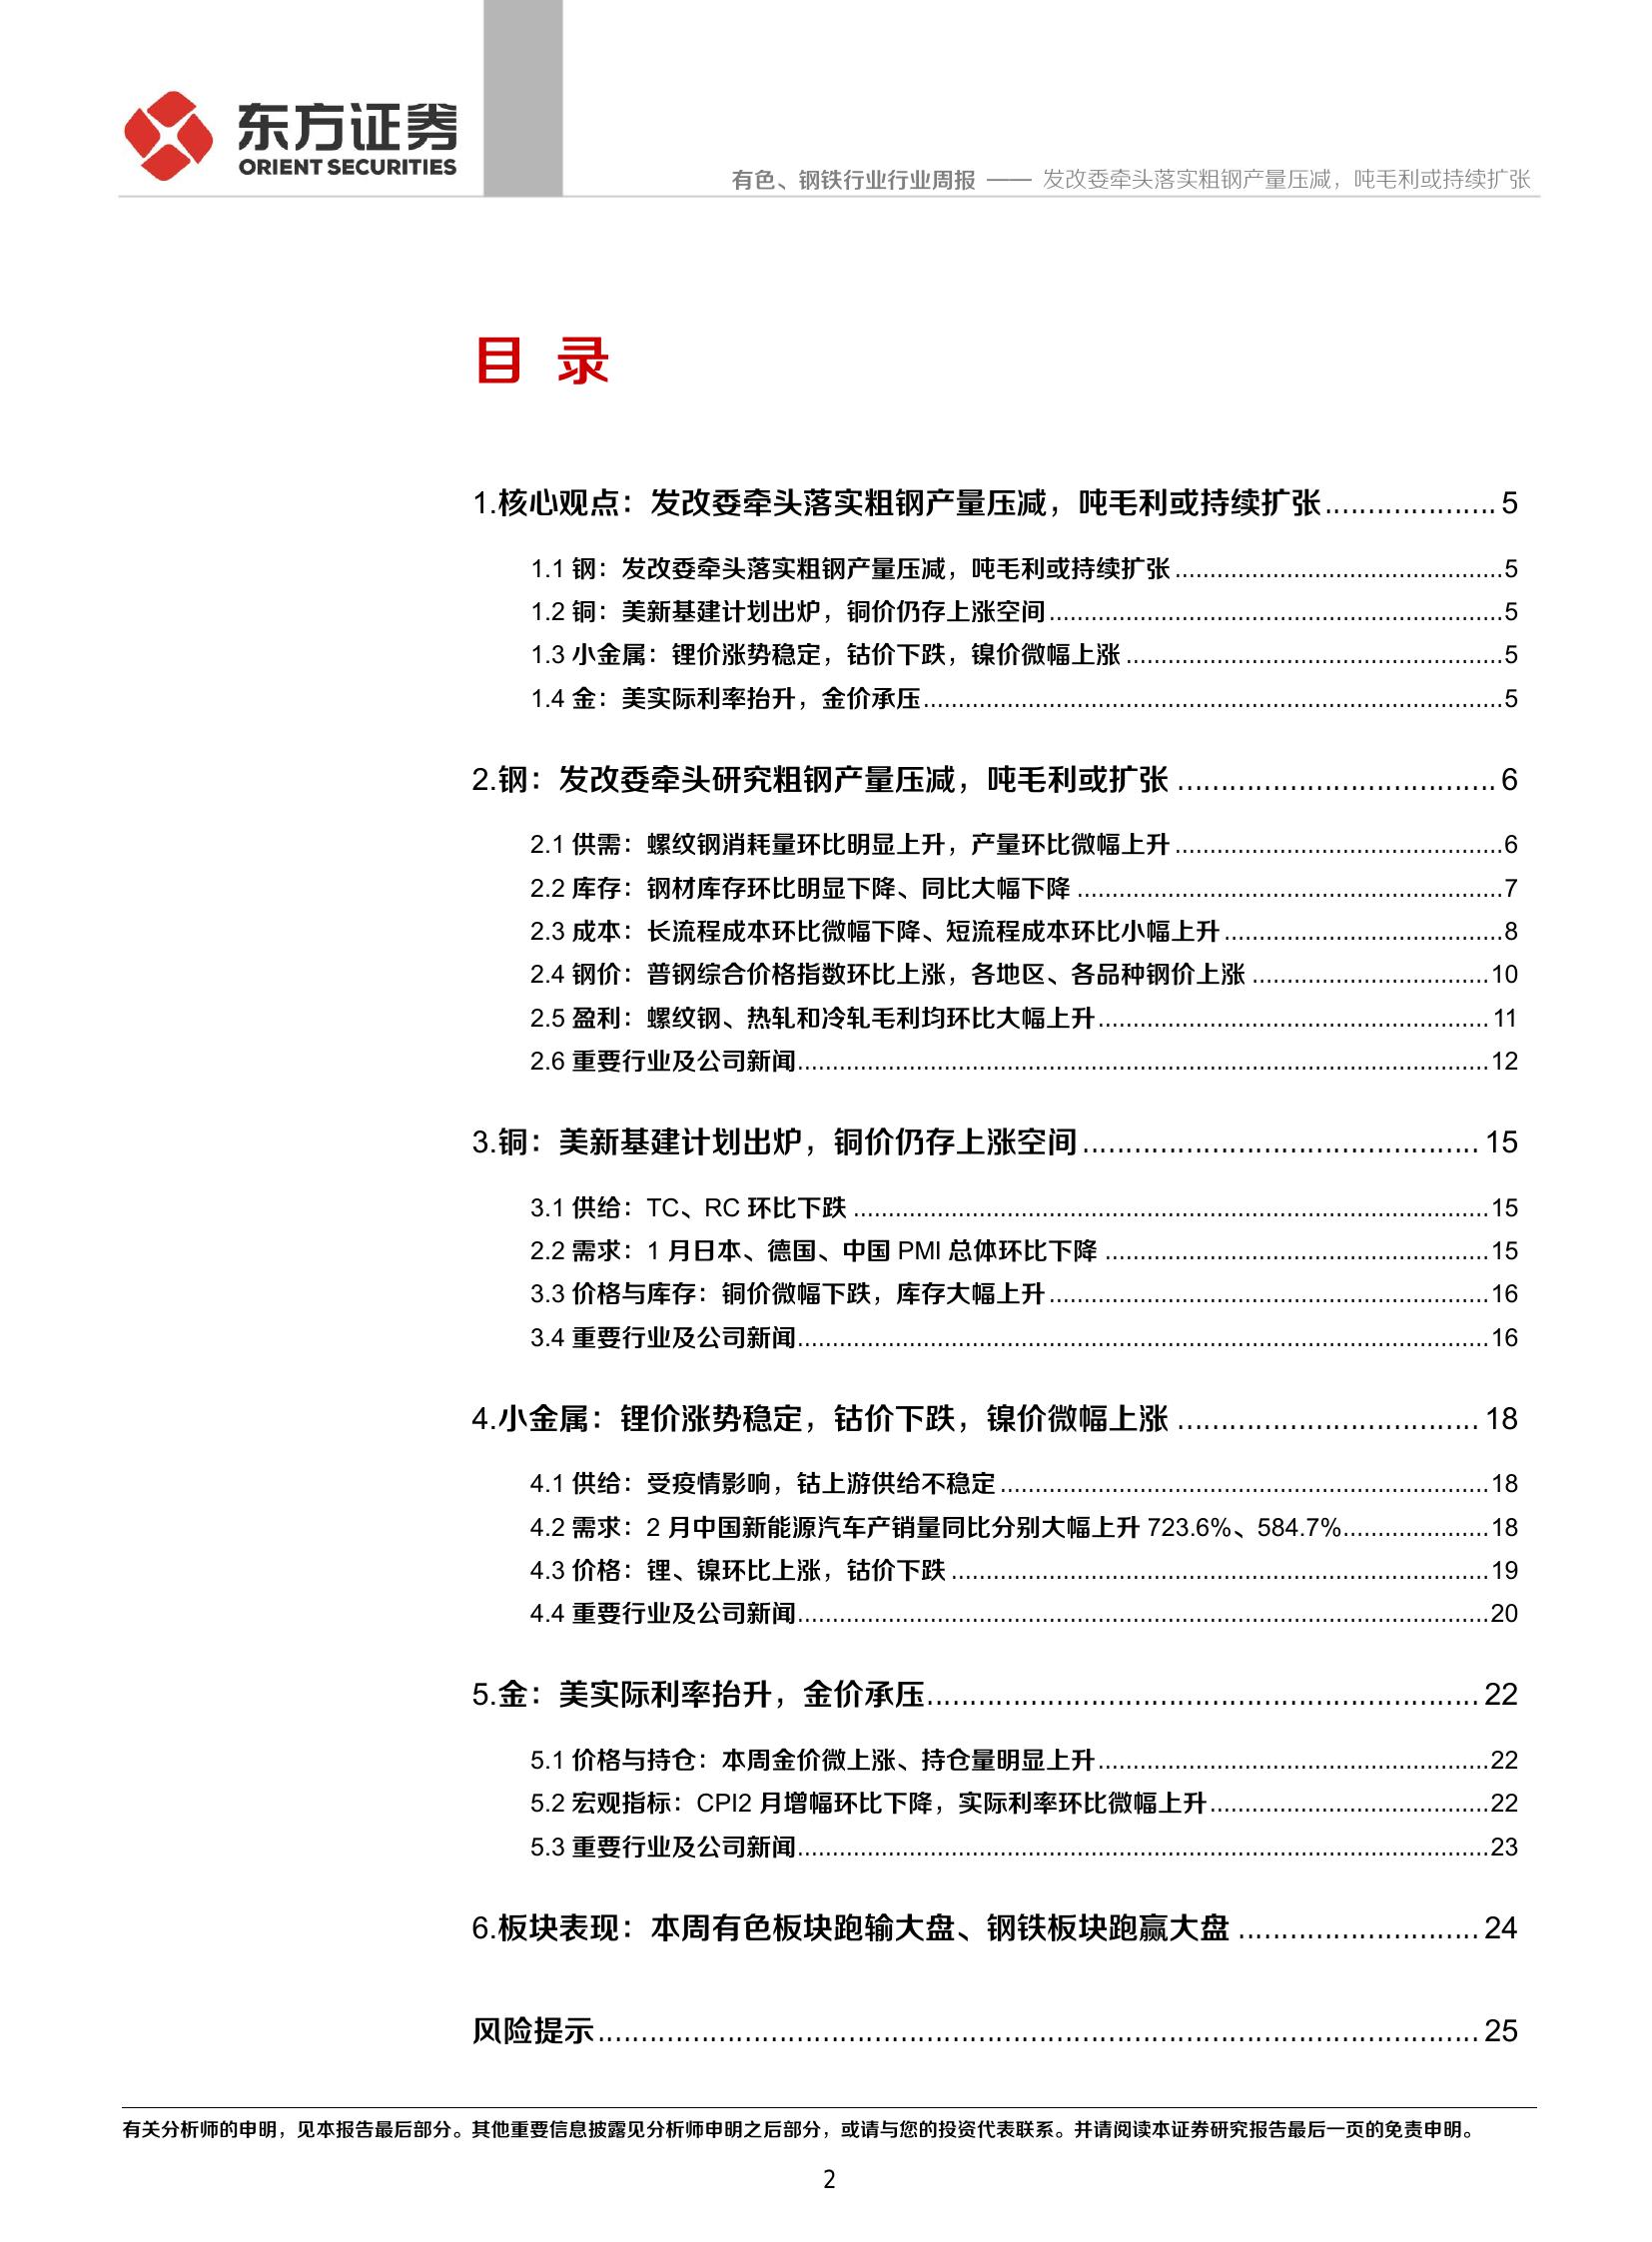 东方证券
ORIENT SECURITIES
有色、钢铁行业行业周报 —— 发改委牵头落实粗钢产量压减，吨毛利或持续扩张
目 录
1.核心观点：发改委牵头落实粗钢产量压减，吨毛利或持续扩张.................... 5
1.1 钢：发改委牵头落实粗钢产量压减，吨毛利或持续扩张...............................................5
1.2 铜：美新基建计划出炉，铜价仍存上涨空间.................................................................5
1.3 小金属：锂价涨势稳定，钴价下跌，镍价微幅上涨......................................................5
1.4 金：美实际利率抬升，金价承压...................................................................................5
2.钢：发改委牵头研究粗钢产量压减，吨毛利或扩张..................................... 6
2.1 供需：螺纹钢消耗量环比明显上升，产量环比微幅上升...............................................6
2.2 库存：钢材库存环比明显下降、同比大幅下降.............................................................7
2.3 成本：长流程成本环比微幅下降、短流程成本环比小幅上升........................................8
2.4 钢价：普钢综合价格指数环比上涨，各地区、各品种钢价上涨..................................10
2.5 盈利：螺纹钢、热轧和冷轧毛利均环比大幅上升........................................................11
2.6 重要行业及公司新闻...................................................................................................12
3.铜：美新基建计划出炉，铜价仍存上涨空间.............................................. 15
3.1 供给：TC、RC 环比下跌...........................................................................................15
2.2 需求：1 月日本、德国、中国 PMI 总体环比下降.......................................................15
3.3 价格与库存：铜价微幅下跌，库存大幅上升...............................................................16
3.4 重要行业及公司新闻...................................................................................................16
4.小金属：锂价涨势稳定，钴价下跌，镍价微幅上涨................................... 18
4.1 供给：受疫情影响，钴上游供给不稳定......................................................................18
4.2 需求：2 月中国新能源汽车产销量同比分别大幅上升 723.6%、584.7%.....................18
4.3 价格：锂、镍环比上涨，钴价下跌.............................................................................19
4.4 重要行业及公司新闻...................................................................................................20
5.金：美实际利率抬升，金价承压................................................................ 22
5.1 价格与持仓：本周金价微上涨、持仓量明显上升........................................................22
5.2 宏观指标：CPI2 月增幅环比下降，实际利率环比微幅上升........................................22
5.3 重要行业及公司新闻...................................................................................................23
6.板块表现：本周有色板块跑输大盘、钢铁板块跑赢大盘............................ 24
风险提示....................................................................................................... 25
有关分析师的申明，见本报告最后部分。其他重要信息披露见分析师申明之后部分，或请与您的投资代表联系。并请阅读本证券研究报告最后一页的免责申明。
2